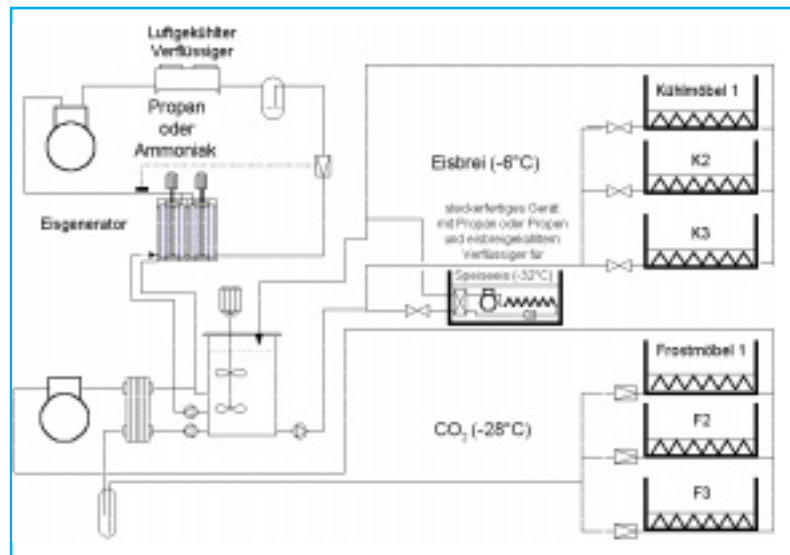 Luftgekühlter
Verflüssiger
Propan
oder
Ammoniak
Eisgenerator
Eisbrei (-6°C)
steckerfertiges Gerät
mit Propan oder Propen
und eisbreigekühltem
Verflüssiger für
Speiseeis (-32°C)
Kühlmöbel 1
K2
K3
CO₂ (-28°C)
Frostmöbel 1
F2
F3